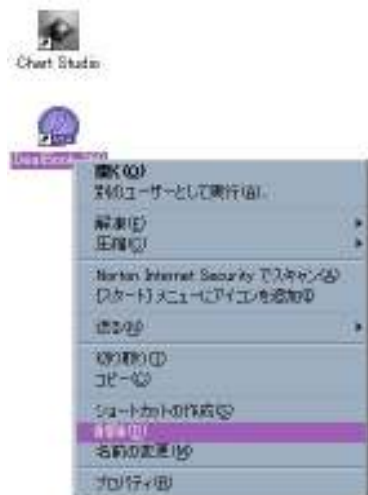 Chart Studio
開く(O)
別のユーザーとして実行(A)...
解凍(E)
圧縮(C)
Norton Internet Security でスキャン(&)
[スタート] メニューにアイコンを追加(I)
送る(N)
切り取り(T)
コピー(C)
ショートカットの作成(S)
削除(D)
名前の変更(M)
プロパティ(R)